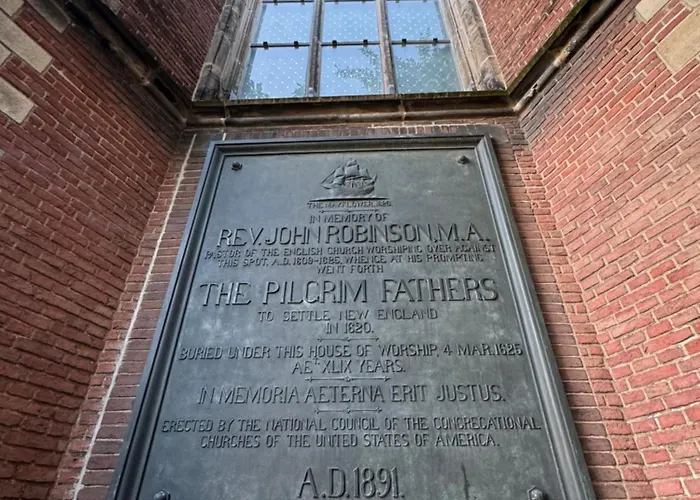 THE MAYFLOWER 1620.
IN MEMORY OF
REV. JOHN ROBINSON, M.A.
PASTOR OF THE ENGLISH CHURCH WORSHIPING OVER AGAINST
THIS SPOT, A.D. 1609-1625, WHENCE AT HIS PROMPTING
WENT FORTH
THE PILGRIM FATHERS
TO SETTLE NEW ENGLAND
IN 1620.
BURIED UNDER THIS HOUSE OF WORSHIP, 4 MAR. 1625
AET. XLIX YEARS.
IN MEMORIA AETERNA ERIT JUSTUS.
ERECTED BY THE NATIONAL COUNCIL OF THE CONGREGATIONAL
CHURCHES OF THE UNITED STATES OF AMERICA.
A.D. 1891.